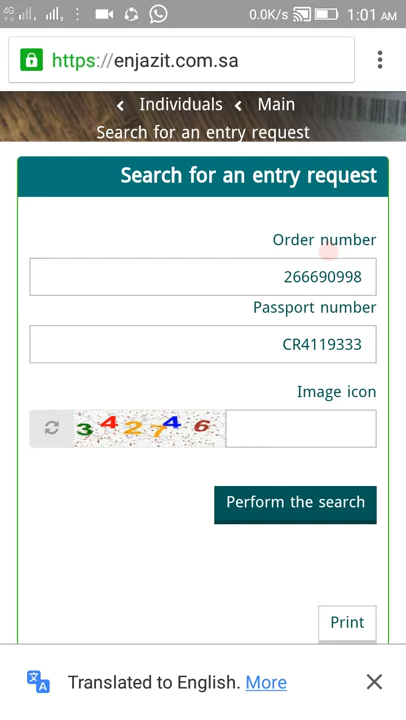 4G
0.0K/s
1:01 AM
https://enjazit.com.sa
< Individuals < Main
Search for an entry request
Search for an entry request
Order number
266690998
Passport number
CR4119333
Image icon
342746
Perform the search
Print
Translated to English. More